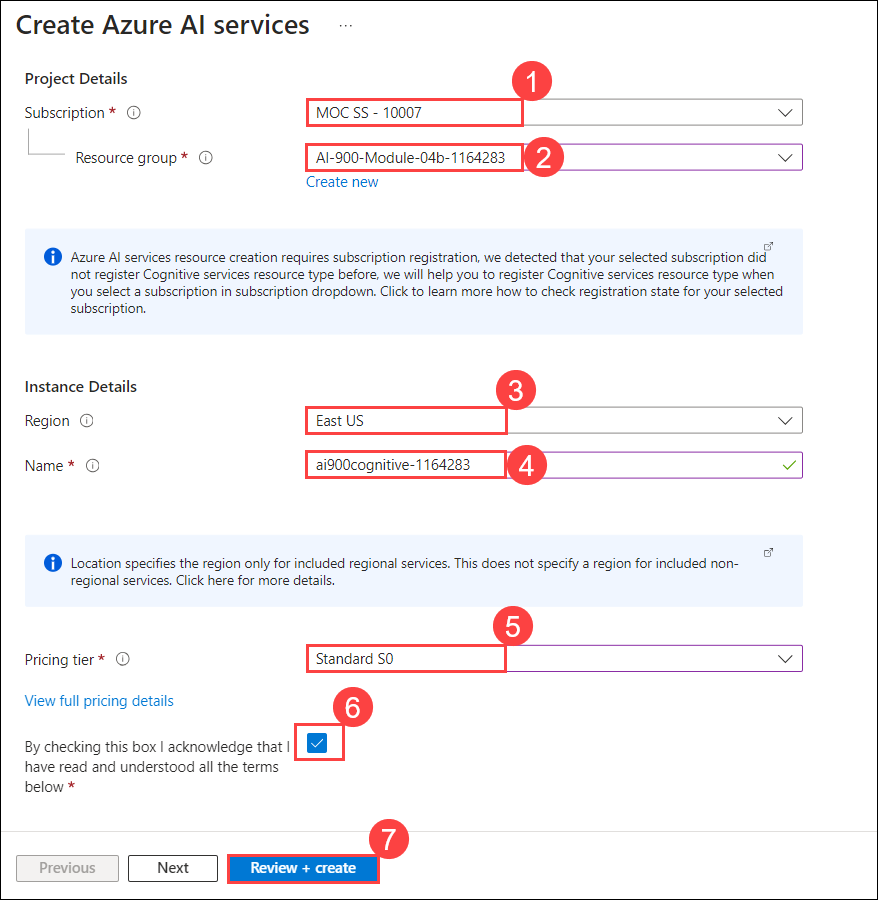 Create Azure AI services ...
Project Details
1
Subscription *
MOC SS - 10007
Resource group *
AI-900-Module-04b-1164283
2
Create new
Azure AI services resource creation requires subscription registration, we detected that your selected subscription did
not register Cognitive services resource type before, we will help you to register Cognitive services resource type when
you select a subscription in subscription dropdown. Click to learn more how to check registration state for your selected
subscription.
Instance Details
3
Region
East US
Name *
ai900cognitive-1164283
4
Location specifies the region only for included regional services. This does not specify a region for included non-
regional services. Click here for more details.
5
Pricing tier *
Standard S0
View full pricing details
6
By checking this box I acknowledge that I
have read and understood all the terms
below *
7
Previous
Next
Review + create